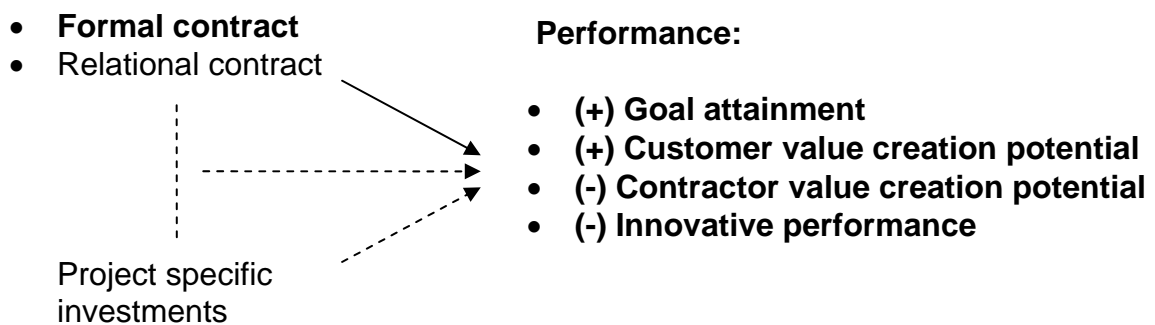 • Formal contract
• Relational contract
Project specific
investments
Performance:
• (+) Goal attainment
• (+) Customer value creation potential
• (-) Contractor value creation potential
• (-) Innovative performance